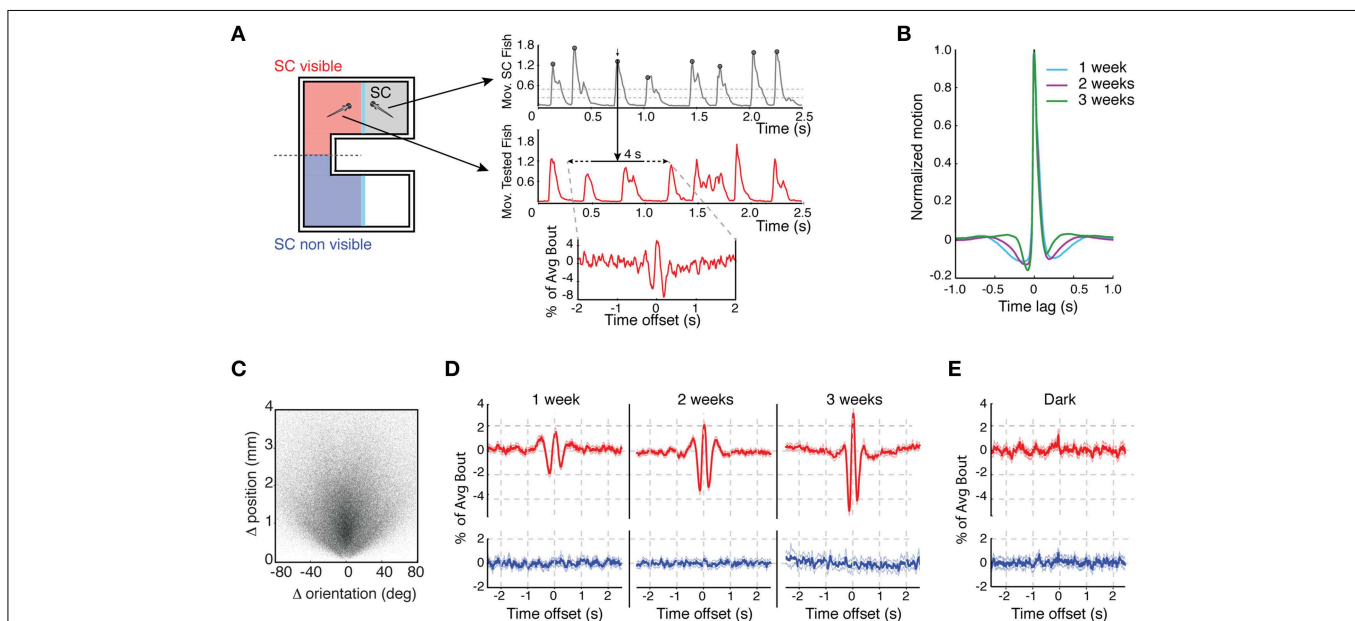 A
SC visible
SC
SC non visible
Mov. SC Fish
1.8
1.2
0.6
0 0.5 1.0 1.5 2.0 2.5
Time (s)
Mov. Tested Fish
1.8
1.2
0.6
4 s
0 0.5 1.0 1.5 2.0 2.5
Time (s)
% of Avg Bout
4
0
-4
-8
-2 -1 0 1 2
Time offset (s)
B
Normalized motion
1.0
0.8
0.6
0.4
0.2
0
-0.2
1 week
2 weeks
3 weeks
-1.0 -0.5 0 0.5 1.0
Time lag (s)
C
Δ position (mm)
4
3
2
1
0
-80 -40 0 40 80
Δ orientation (deg)
D
1 week 2 weeks 3 weeks
% of Avg Bout
4
2
0
-2
-4
2
0
-2
-2 -1 0 1 2 -2 -1 0 1 2 -2 -1 0 1 2
Time offset (s) Time offset (s) Time offset (s)
E
Dark
% of Avg Bout
4
2
0
-2
-4
2
0
-2
-2 -1 0 1 2
Time offset (s)